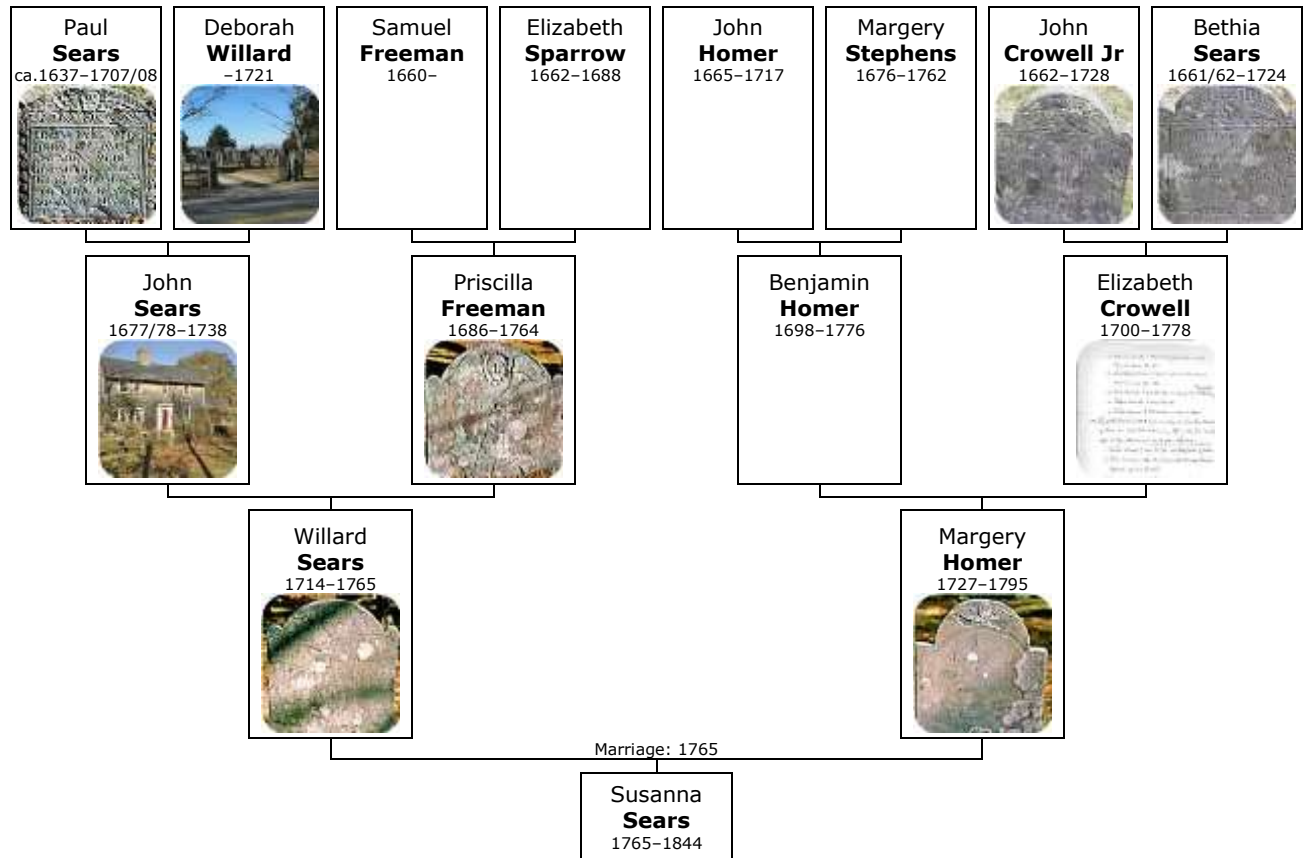 Paul
Sears
ca.1637–1707/08
Deborah
Willard
–1721
Samuel
Freeman
1660–
Elizabeth
Sparrow
1662–1688
John
Homer
1665–1717
Margery
Stephens
1676–1762
John
Crowell Jr
1662–1728
Bethia
Sears
1661/62–1724
John
Sears
1677/78–1738
Priscilla
Freeman
1686–1764
Benjamin
Homer
1698–1776
Elizabeth
Crowell
1700–1778
Willard
Sears
1714–1765
Margery
Homer
1727–1795
Marriage: 1765
Susanna
Sears
1765–1844